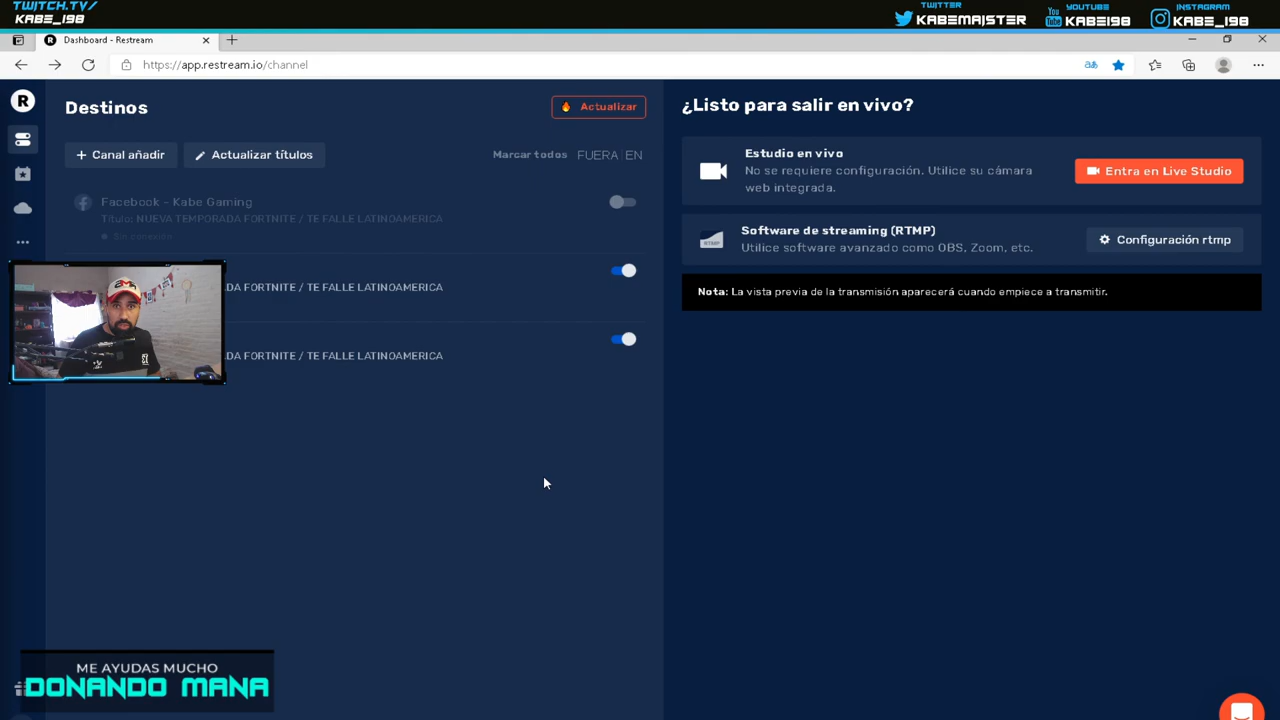 TWITCH.TV/
KABE_198
TWITTER
KABEMAJSTER
YOUTUBE
KABE198
INSTAGRAM
KABE_198
Dashboard - Restream
https://app.restream.io/channel
Destinos
Actualizar
Canal añadir
Actualizar títulos
Marcar todos FUERA EN
Facebook - Kabe Gaming
Título: NUEVA TEMPORADA FORTNITE / TE FALLE LATINOAMERICA
Sin conexión
DA FORTNITE / TE FALLE LATINOAMERICA
DA FORTNITE / TE FALLE LATINOAMERICA
¿Listo para salir en vivo?
Estudio en vivo
No se requiere configuración. Utilice su cámara
web integrada.
Entra en Live Studio
Software de streaming (RTMP)
Utilice software avanzado como OBS, Zoom, etc.
RTMP
Configuración rtmp
Nota: La vista previa de la transmisión aparecerá cuando empiece a transmitir.
ME AYUDAS MUCHO
DONANDO MANA